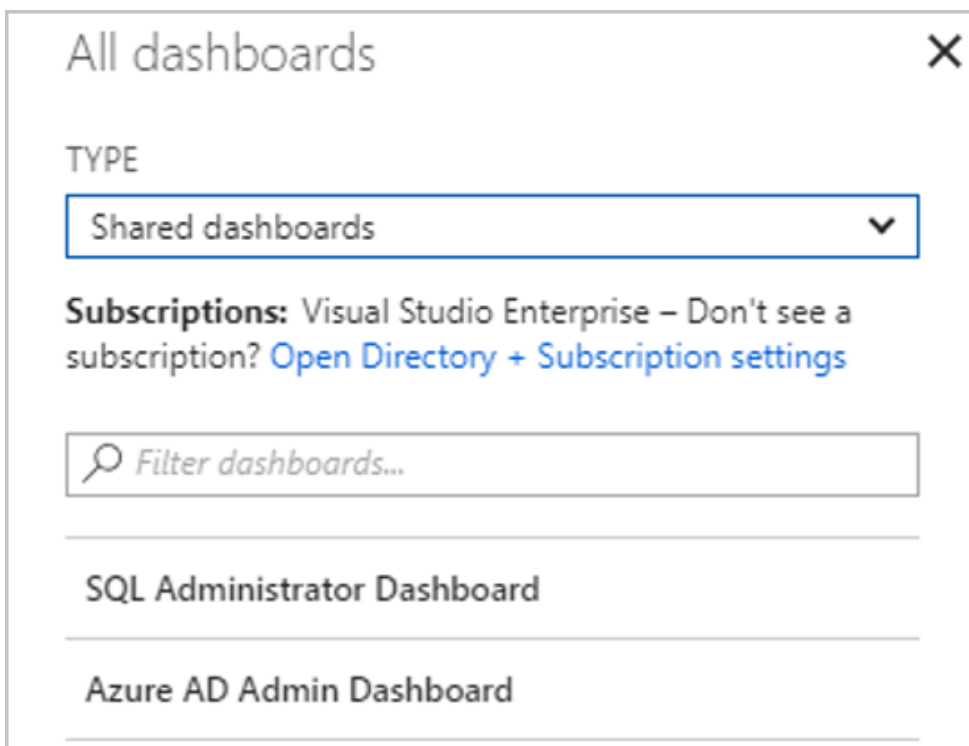 All dashboards
TYPE
Shared dashboards
Subscriptions: Visual Studio Enterprise – Don't see a
subscription? Open Directory + Subscription settings
Filter dashboards...
SQL Administrator Dashboard
Azure AD Admin Dashboard